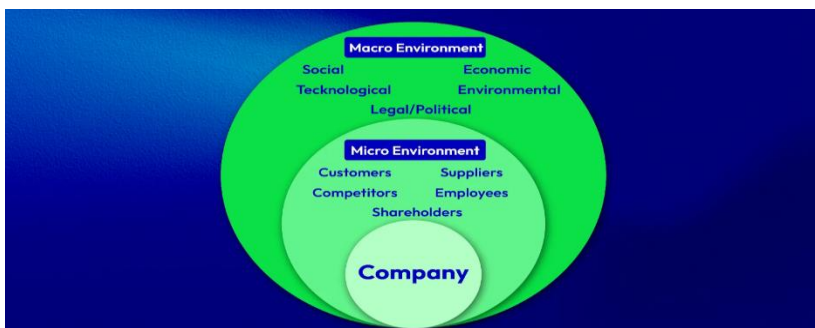 Macro Environment
Social Economic
Tecknological Environmental
Legal/Political
Micro Environment
Customers Suppliers
Competitors Employees
Shareholders
Company